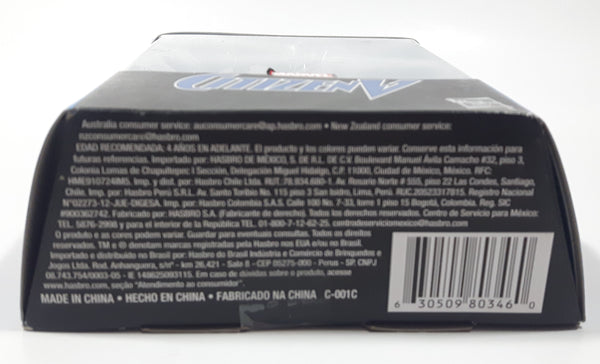 MARVEL
Australia consumer service: auconsumercare@ap.hasbro.com • New Zealand consumer service:
nzconsumercare@hasbro.com
EDAD RECOMENDADA: 4 AÑOS EN ADELANTE. El producto y los colores pueden variar. Conserve esta información para
futuras referencias. Importado por: HASBRO DE MÉXICO, S. DE R.L. DE C.V. Boulevard Manuel Ávila Camacho #32, piso 3,
Colonia Lomas de Chapultepec I Sección, Delegación Miguel Hidalgo, C.P. 11000, Ciudad de México, México. RFC:
HME910724IM5. Imp. y dist. por: Hasbro Chile Ltda. RUT: 78.934.680-1. Av. Rosario Norte # 555, piso 22 Las Condes, Santiago,
Chile. Imp. por: Hasbro Perú S.R.L. Av. Santo Toribio No. 115 piso 3 San Isidro, Lima, Perú. RUC.20523317815. Registro Nacional
N°02273-12-JUE-DIGESA. Imp. por: Hasbro Colombia S.A.S. Calle 100 No. 7-33, torre 1 piso 15 Bogotá, Colombia. Reg. SIC
#900362742. Fabricado por: HASBRO S.A. (Fabricante de derecho). Todos los derechos reservados. Centro de Servicio para México:
TEL. 5876-2998 y para el interior de la República TEL. 01-800-7-12-62-25. centrodeserviciomexico@hasbro.com
O produto e as cores podem variar. Guardar para eventuais consultas. Todos os direitos
reservados. TM e ® denotam marcas registradas pela Hasbro nos EUA e/ou no Brasil.
Importado e distribuído no Brasil por: Hasbro do Brasil Indústria e Comércio de Brinquedos e
Jogos Ltda. Rod. Anhanguera, s/n° - km 26,421 - Sala 8 - CEP 05275-000 - Perus - SP. CNPJ
08.743.754/0003-05 - IE 149625093115. Em caso de dúvidas sobre o produto, acesse
www.hasbro.com, seção "Atendimento ao consumidor".
MADE IN CHINA • HECHO EN CHINA • FABRICADO NA CHINA C-001C
6 30509 80346 0